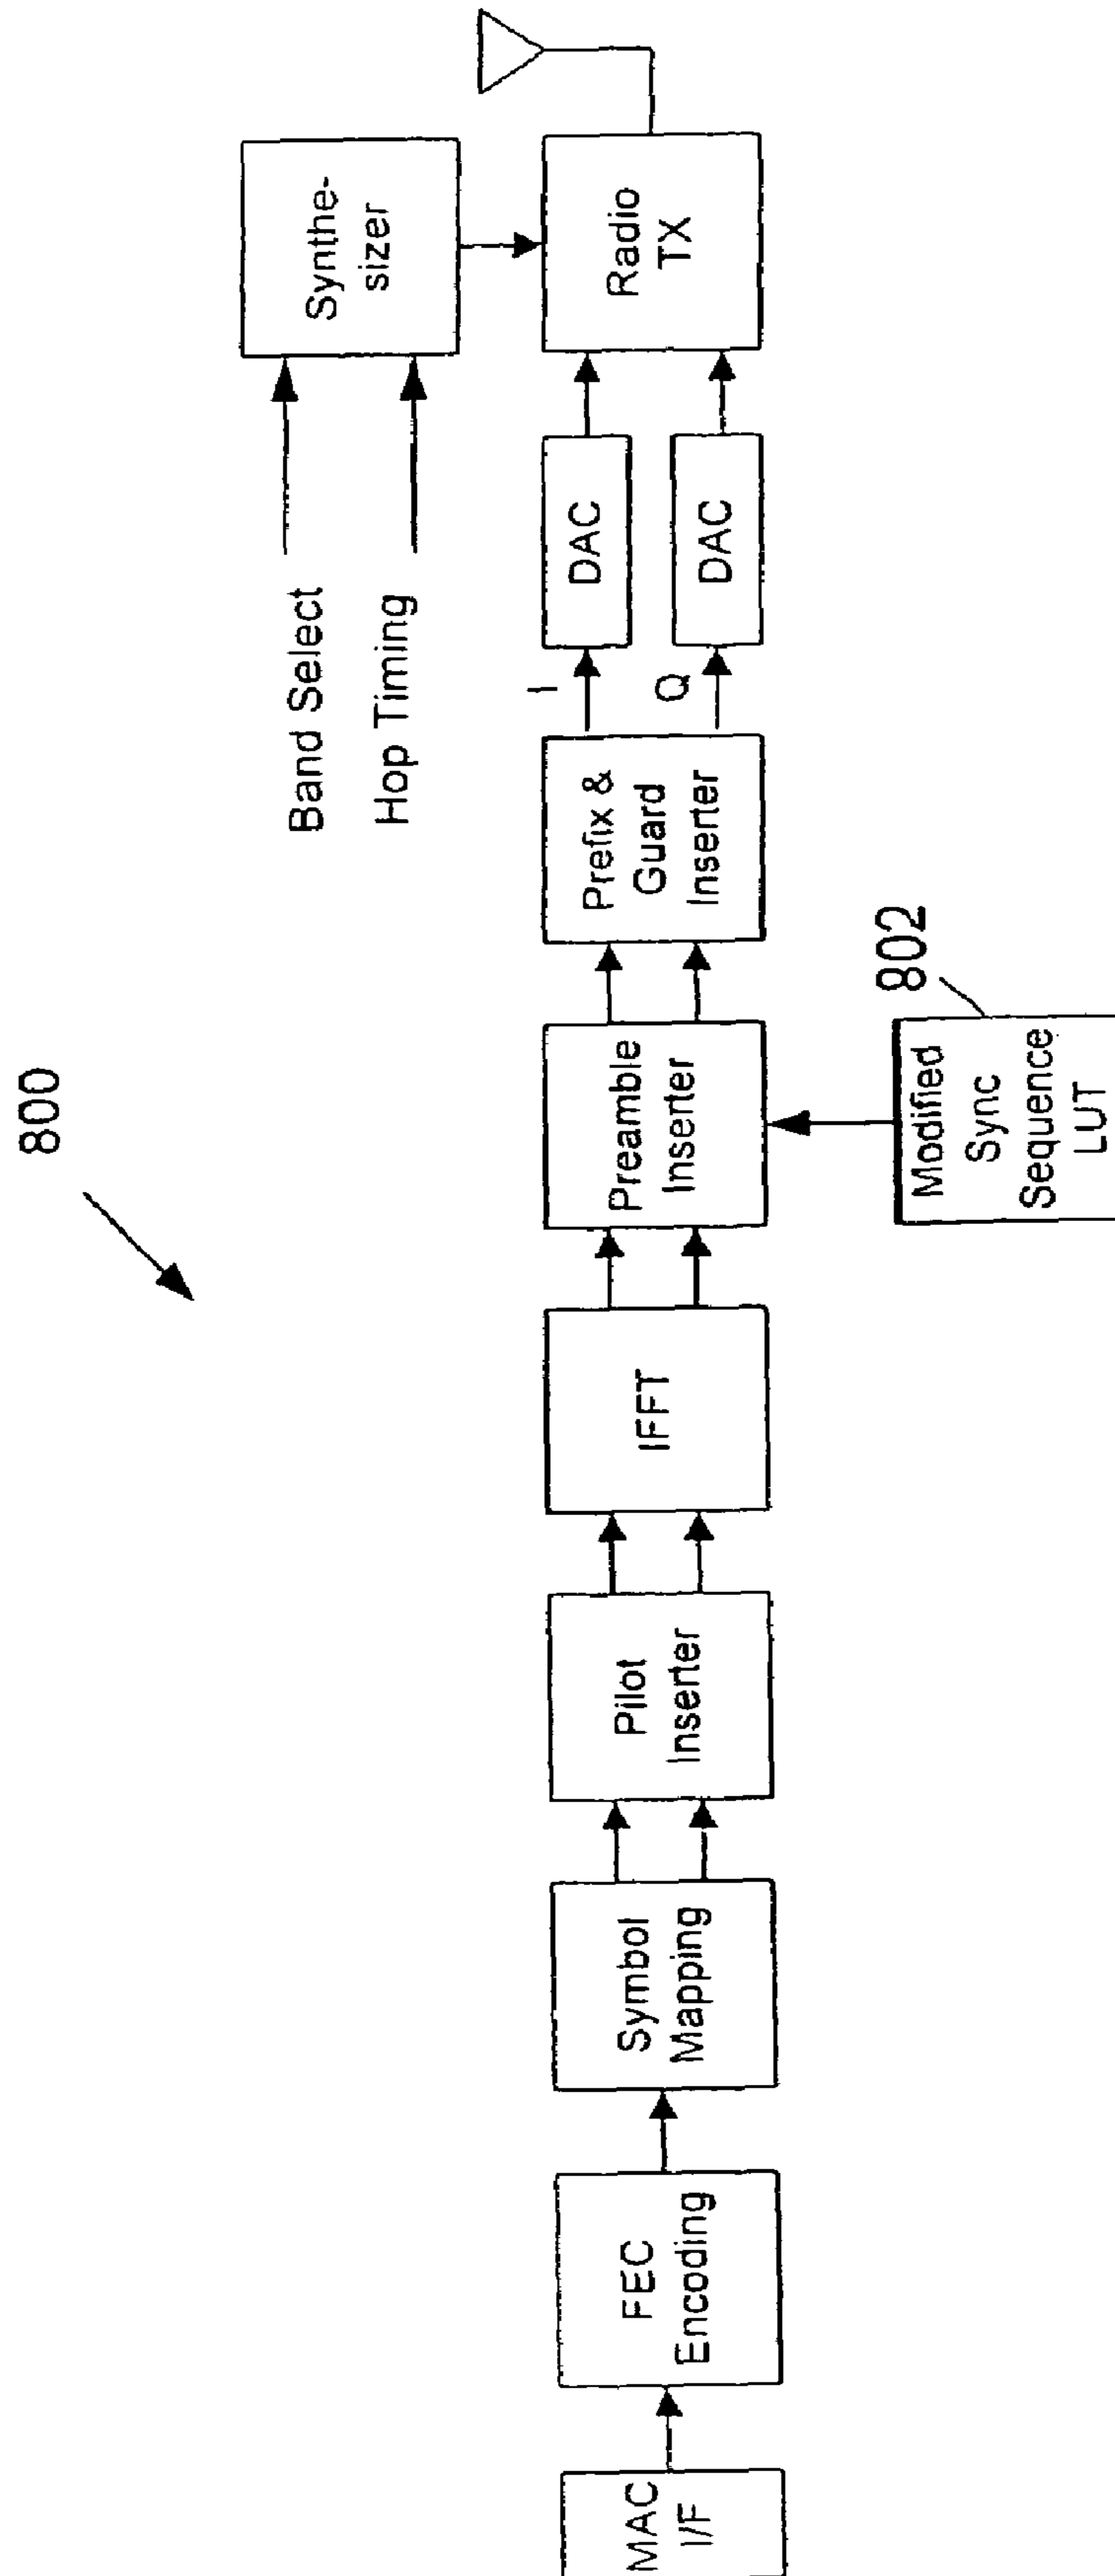 800
MAC
I/F
FEC
Encoding
Symbol
Mapping
Pilot
Inserter
IFFT
Preamble
Inserter
802
Modified
Sync
Sequence
LUT
Prefix &
Guard
Inserter
I
Q
DAC
DAC
Band Select
Hop Timing
Synthe-
sizer
Radio
TX